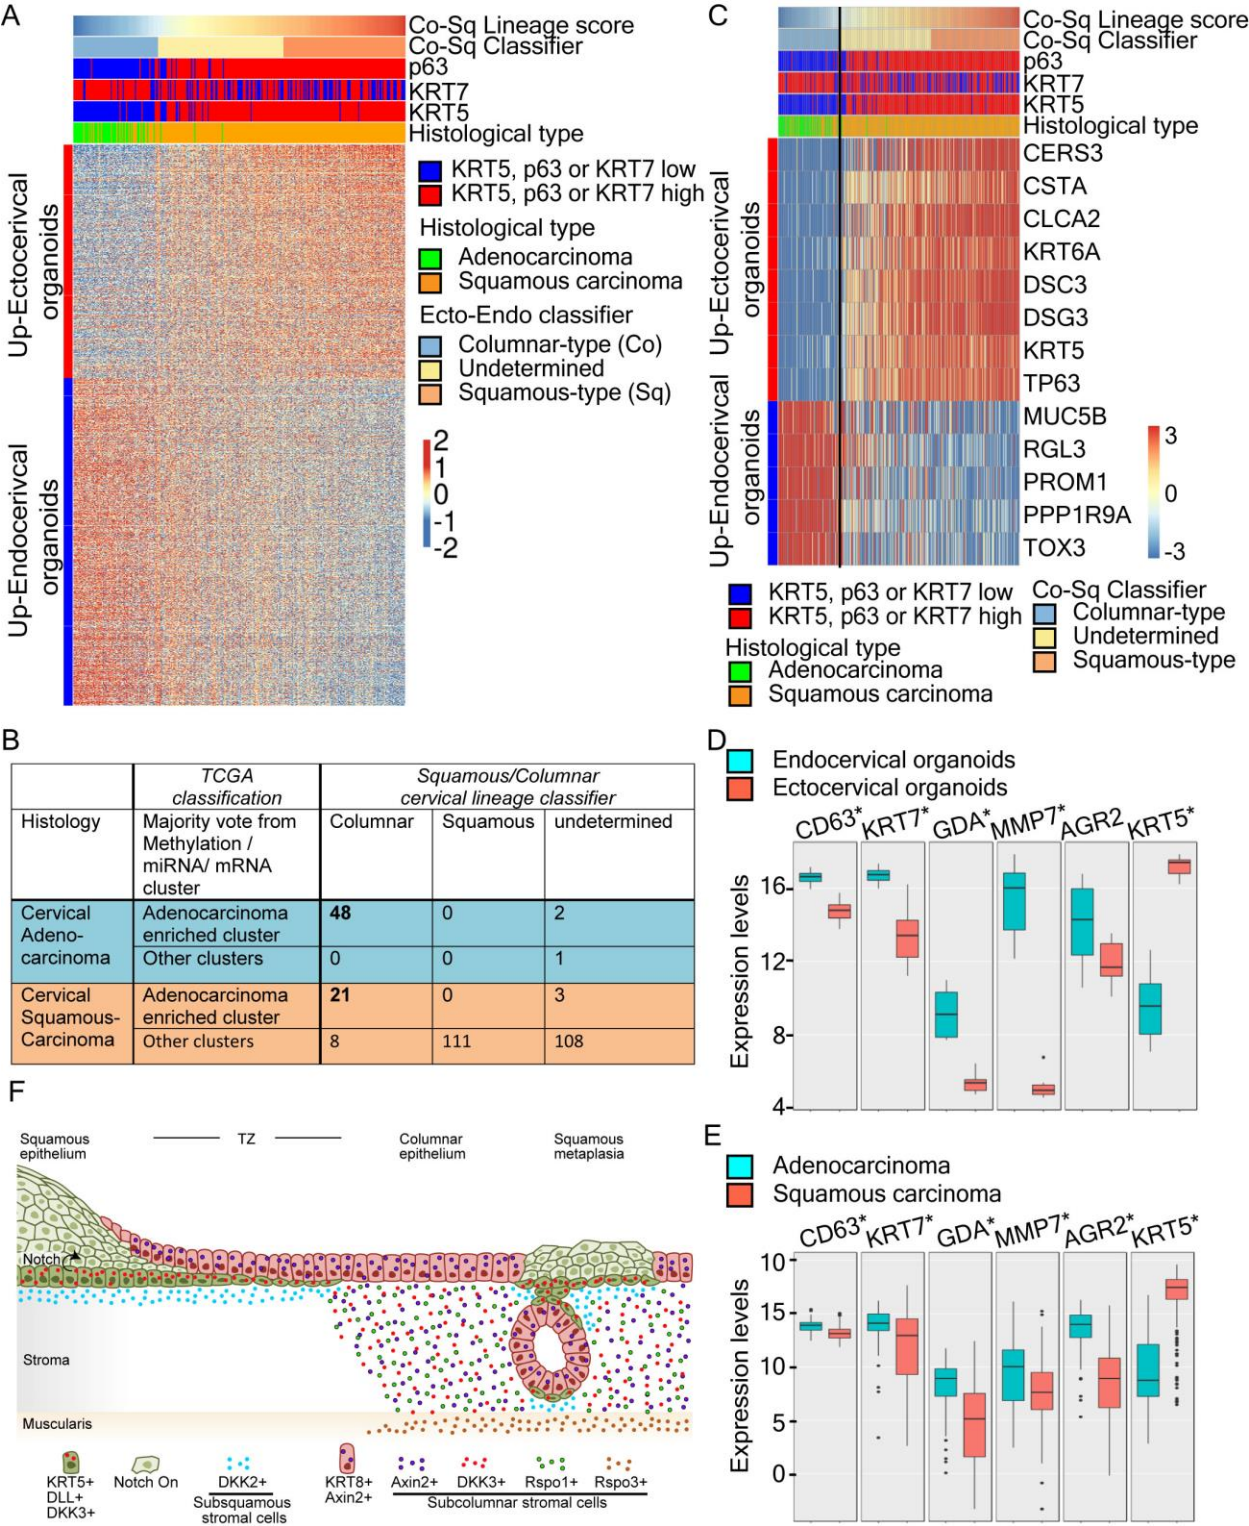 A
Co-Sq Lineage score
Co-Sq Classifier
p63
KRT7
KRT5
Histological type
Up-Ectocerivcal
organoids
Up-Endocerivcal
organoids
KRT5, p63 or KRT7 low
KRT5, p63 or KRT7 high
Histological type
Adenocarcinoma
Squamous carcinoma
Ecto-Endo classifier
Columnar-type (Co)
Undetermined
Squamous-type (Sq)
2
1
0
-1
-2
C
Co-Sq Lineage score
Co-Sq Classifier
p63
KRT7
KRT5
Histological type
Up-Ectocerivcal
organoids
Up-Endocerivcal
organoids
CERS3
CSTA
CLCA2
KRT6A
DSC3
DSG3
KRT5
TP63
MUC5B
RGL3
PROM1
PPP1R9A
TOX3
3
0
-3
KRT5, p63 or KRT7 low
KRT5, p63 or KRT7 high
Histological type
Adenocarcinoma
Squamous carcinoma
Co-Sq Classifier
Columnar-type
Undetermined
Squamous-type
B
TCGA
classification
Squamous/Columnar
cervical lineage classifier
Histology
Majority vote from
Methylation /
miRNA/ mRNA
cluster
Columnar
Squamous
undetermined
Cervical
Adeno-
carcinoma
Adenocarcinoma
enriched cluster
48
0
2
Other clusters
0
0
1
Cervical
Squamous-
Carcinoma
Adenocarcinoma
enriched cluster
21
0
3
Other clusters
8
111
108
D
Endocervical organoids
Ectocervical organoids
CD63* KRT7* GDA* MMP7* AGR2 KRT5*
Expression levels
16
12
8
4
E
Adenocarcinoma
Squamous carcinoma
CD63* KRT7* GDA* MMP7* AGR2* KRT5*
Expression levels
10
15
10
5
0
F
Squamous
epithelium
TZ
Columnar
epithelium
Squamous
metaplasia
Notch
Stroma
Muscularis
KRT5+
DLL+
DKK3+
Notch On
DKK2+
Subsquamous
stromal cells
KRT8+
Axin2+
Axin2+
DKK3+
Rspo1+
Rspo3+
Subcolumnar stromal cells